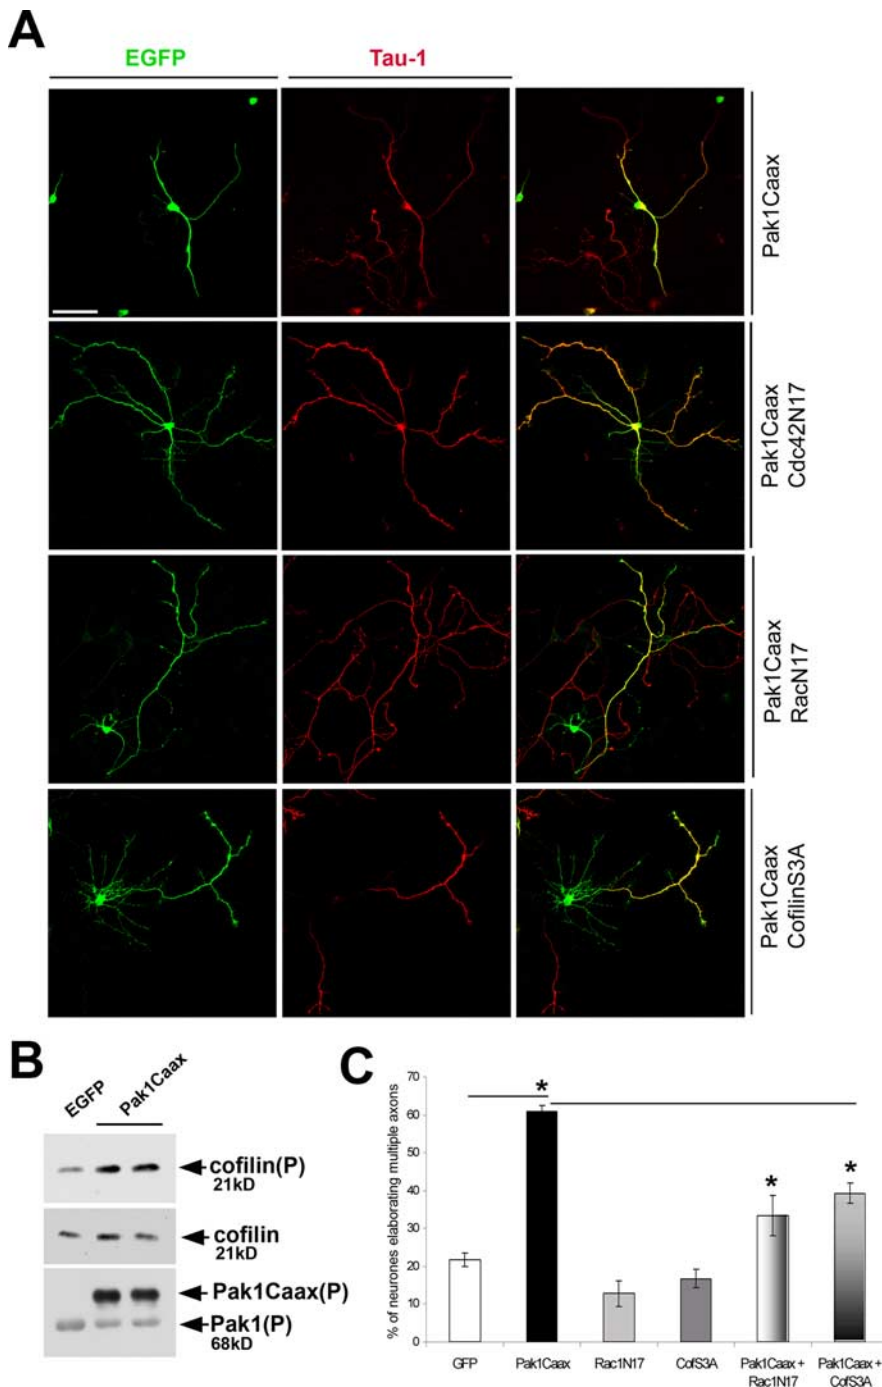 A
EGFP
Tau-1
Pak1Caax
Pak1Caax
Cdc42N17
Pak1Caax
RacN17
Pak1Caax
CofilinS3A
B
EGFP
Pak1Caax
cofilin(P)
21kD
cofilin
21kD
Pak1Caax(P)
Pak1(P)
68kD
C
% of neurones elaborating multiple axons
70
60
50
40
30
20
10
0
*
*
*
GFP
Pak1Caax
Rac1N17
CofS3A
Pak1Caax +
Rac1N17
Pak1Caax +
CofS3A